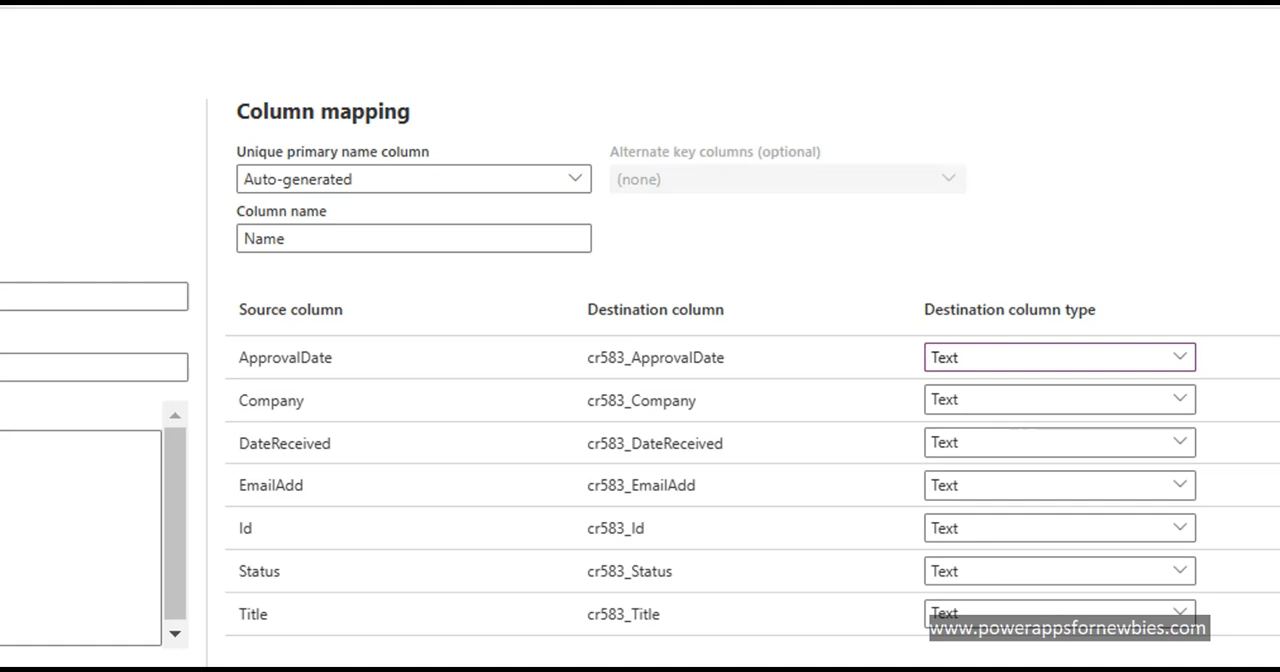 Column mapping
Unique primary name column Alternate key columns (optional)
Auto-generated (none)
Column name
Name
Source column Destination column Destination column type
ApprovalDate cr583_ApprovalDate Text
Company cr583_Company Text
DateReceived cr583_DateReceived Text
EmailAdd cr583_EmailAdd Text
Id cr583_Id Text
Status cr583_Status Text
Title cr583_Title Text
www.powerappsfornewbies.com